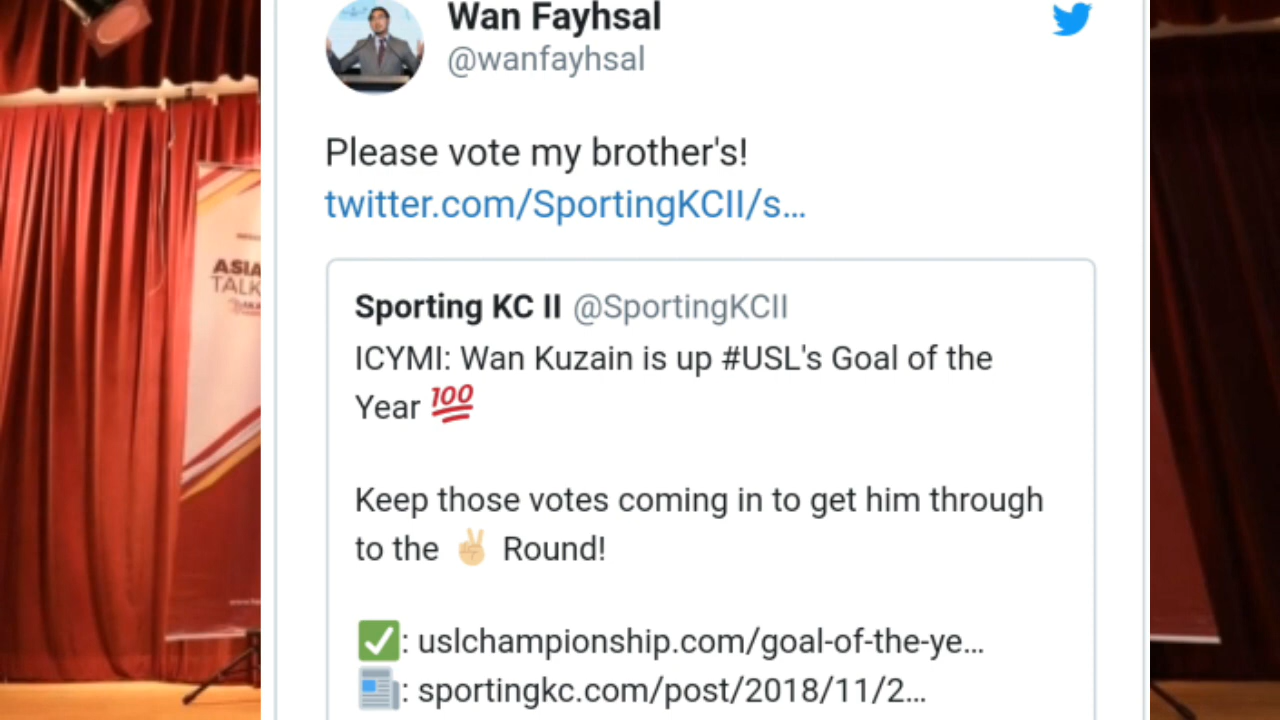 Wan Fayhsal
@wanfayhsal
Please vote my brother's!
twitter.com/SportingKCII/s...
Sporting KC II @SportingKCII
ICYMI: Wan Kuzain is up #USL's Goal of the
Year 💯
Keep those votes coming in to get him through
to the ✌🏼 Round!
✅: uslchampionship.com/goal-of-the-ye...
📰: sportingkc.com/post/2018/11/2...
ASIA
TALK